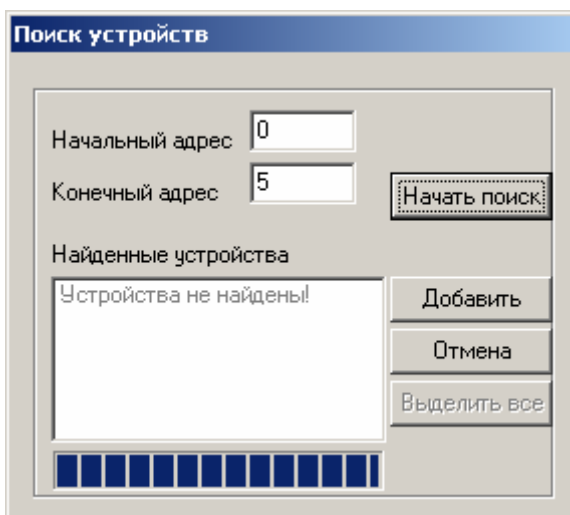 Поиск устройств
Начальный адрес 0
Конечный адрес 5
Начать поиск
Найденные устройства
Устройства не найдены!
Добавить
Отмена
Выделить все